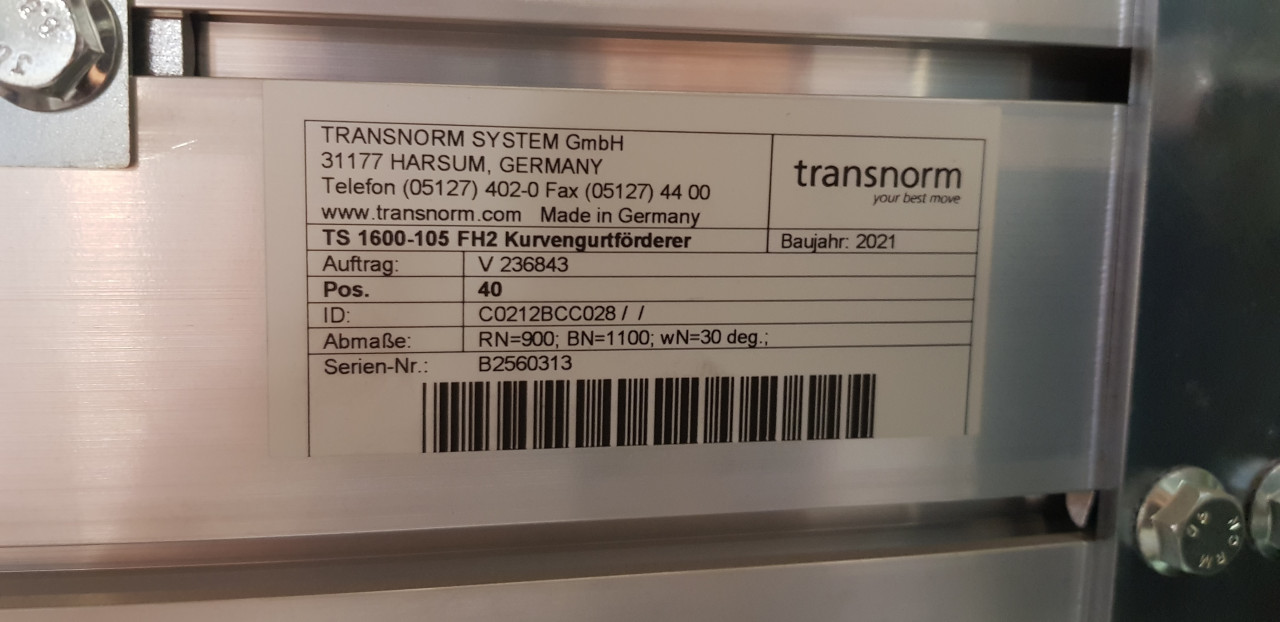 TRANSNORM SYSTEM GmbH
31177 HARSUM, GERMANY
Telefon (05127) 402-0 Fax (05127) 44 00
www.transnorm.com Made in Germany
transnorm
your best move
TS 1600-105 FH2 Kurvengurtförderer
Baujahr: 2021
Auftrag: V 236843
Pos. 40
ID: C0212BCC028 / /
Abmaße: RN=900; BN=1100; wN=30 deg.;
Serien-Nr.: B2560313